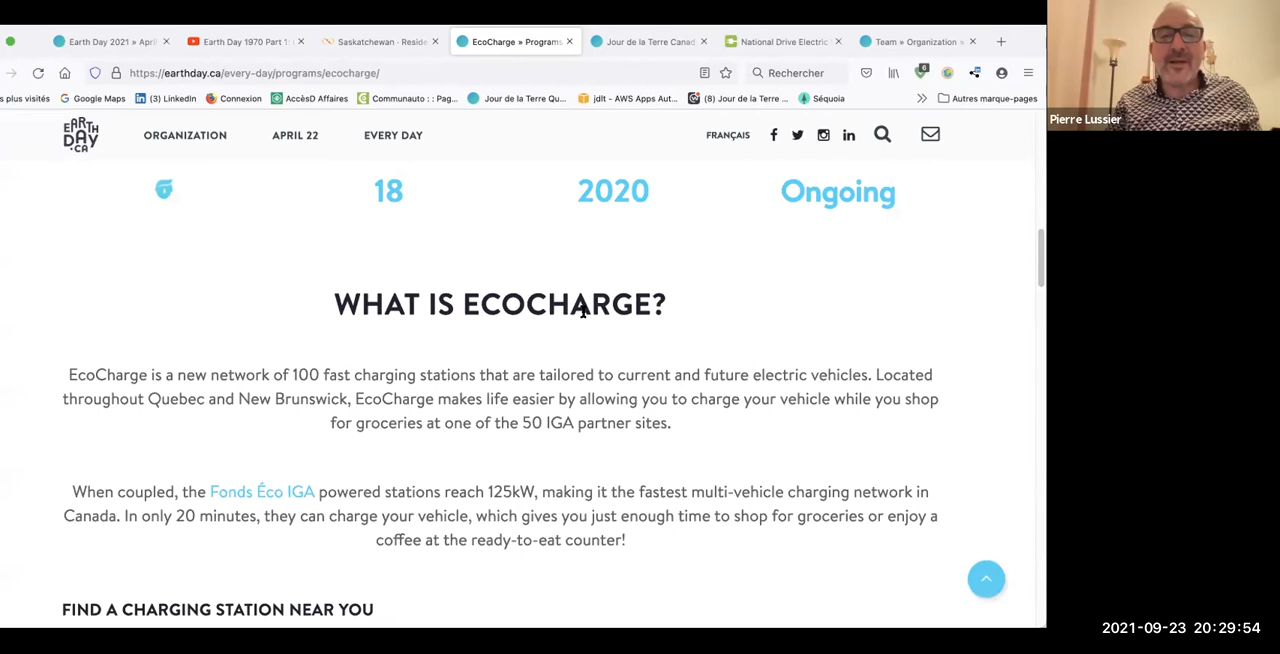 Earth Day 2021 » Apri
Earth Day 1970 Part 1:
Saskatchewan - Reside
EcoCharge » Programs
Jour de la Terre Canad
National Drive Electric
Team » Organization »
https://earthday.ca/every-day/programs/ecocharge/
Rechercher
6
s plus visités
Google Maps
(3) LinkedIn
Connexion
AccèsD Affaires
Communauto : : Pag...
Jour de la Terre Qu...
jdlt - AWS Apps Aut...
(8) Jour de la Terre ...
Séquoia
Autres marque-pages
EARTH
DAY
.CA
ORGANIZATION
APRIL 22
EVERY DAY
FRANÇAIS
18
2020
Ongoing
WHAT IS ECOCHARGE?
EcoCharge is a new network of 100 fast charging stations that are tailored to current and future electric vehicles. Located
throughout Quebec and New Brunswick, EcoCharge makes life easier by allowing you to charge your vehicle while you shop
for groceries at one of the 50 IGA partner sites.
When coupled, the Fonds Éco IGA powered stations reach 125kW, making it the fastest multi-vehicle charging network in
Canada. In only 20 minutes, they can charge your vehicle, which gives you just enough time to shop for groceries or enjoy a
coffee at the ready-to-eat counter!
FIND A CHARGING STATION NEAR YOU
Pierre Lussier
2021-09-23 20:29:54